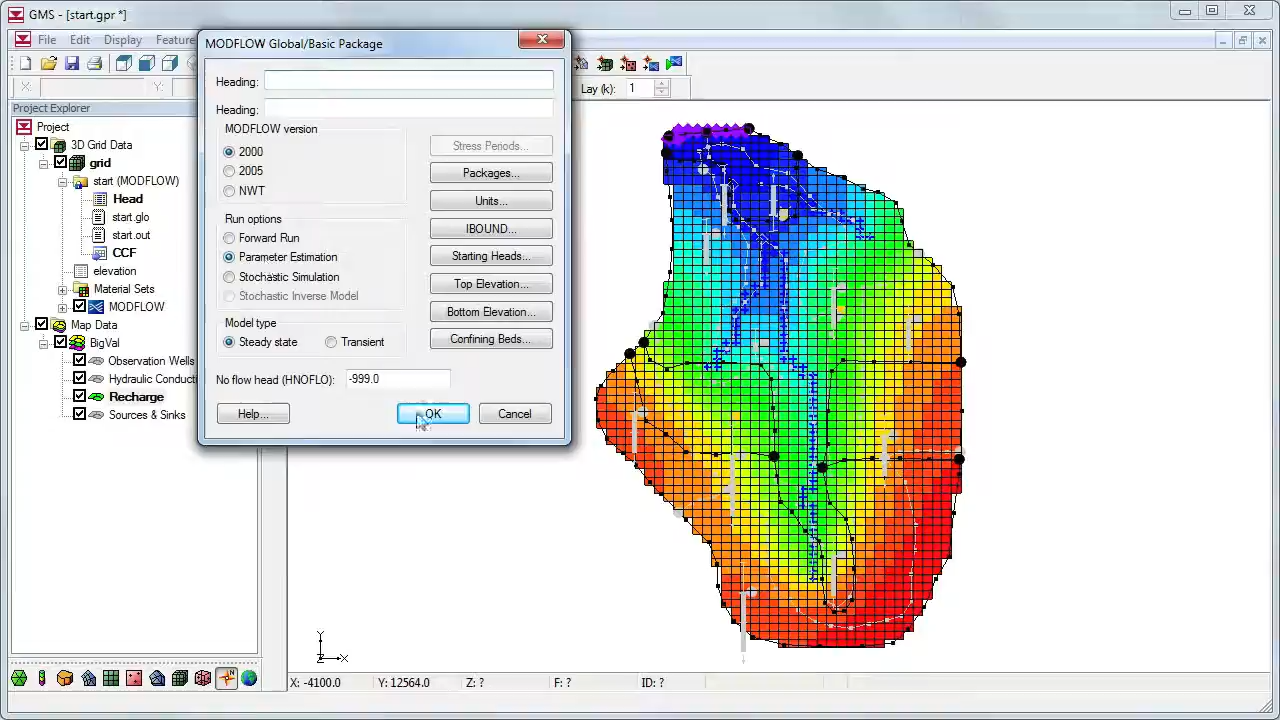 GMS - [start.gpr *]
File Edit Display Feature
MODFLOW Global/Basic Package
X: Y:
Lay (k): 1
Project Explorer
Project
3D Grid Data
grid
start (MODFLOW)
Head
start.glo
start.out
CCF
elevation
Material Sets
MODFLOW
Map Data
BigVal
Observation Wells
Hydraulic Conducti
Recharge
Sources & Sinks
Heading:
Heading:
MODFLOW version
2000
2005
NWT
Run options
Forward Run
Parameter Estimation
Stochastic Simulation
Stochastic Inverse Model
Model type
Steady state Transient
No flow head (HNOFLO): -999.0
Stress Periods...
Packages...
Units...
IBOUND...
Starting Heads...
Top Elevation...
Bottom Elevation...
Confining Beds...
Help... OK Cancel
Y
Z X
X: -4100.0 Y: 12564.0 Z: ? F: ? ID: ?